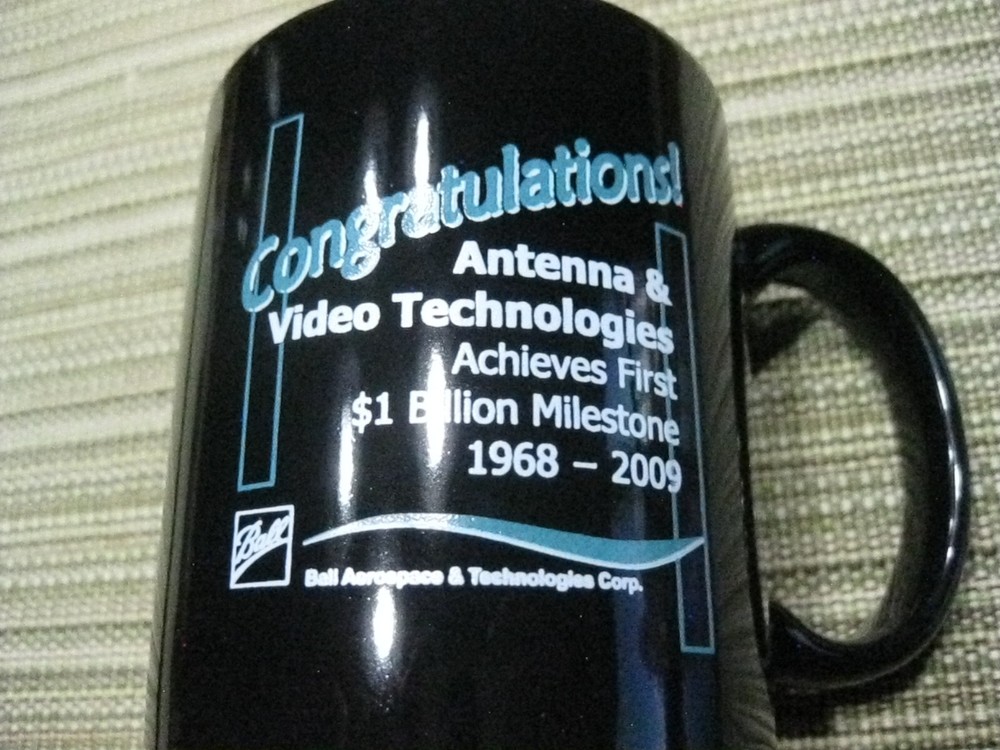 Congratulations!
Antenna &
Video Technologies
Achieves First
$1 Billion Milestone
1968 – 2009
Ball
Ball Aerospace & Technologies Corp.